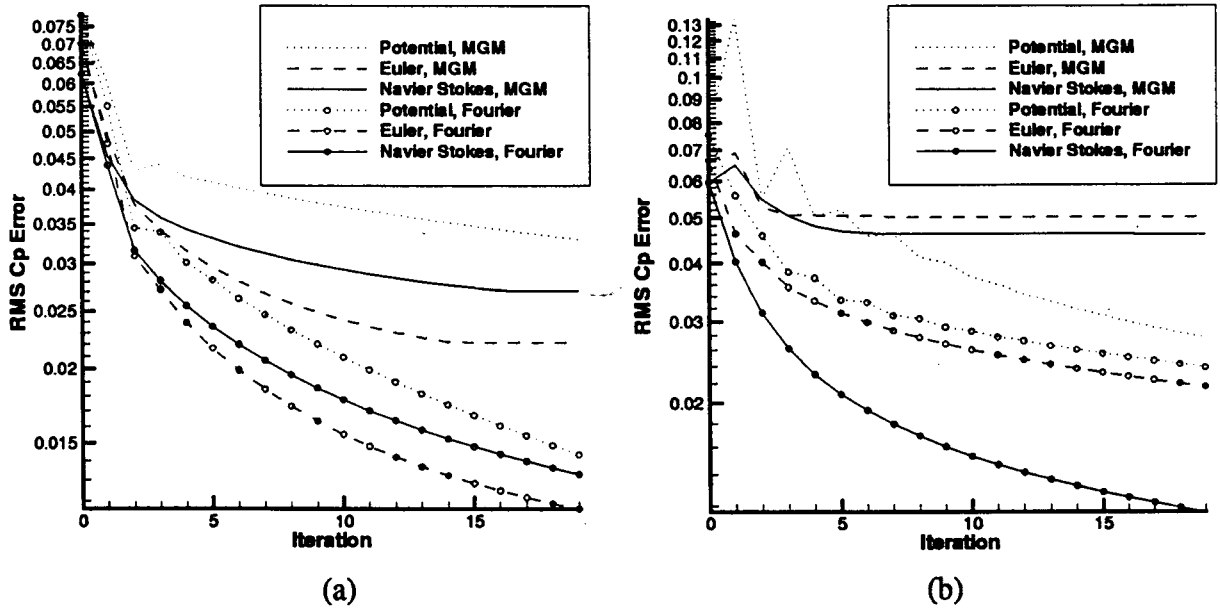 0.075
0.07
0.065
0.06
0.055
0.05
0.045
0.04
0.035
0.03
0.025
0.02
0.015
RMS Cp Error
Potential, MGM
Euler, MGM
Navier Stokes, MGM
Potential, Fourier
Euler, Fourier
Navier Stokes, Fourier
0
5
10
15
Iteration
(a)
0.13
0.12
0.11
0.1
0.09
0.08
0.07
0.06
0.05
0.04
0.03
0.02
RMS Cp Error
Potential, MGM
Euler, MGM
Navier Stokes, MGM
Potential, Fourier
Euler, Fourier
Navier Stokes, Fourier
0
5
10
15
Iteration
(b)